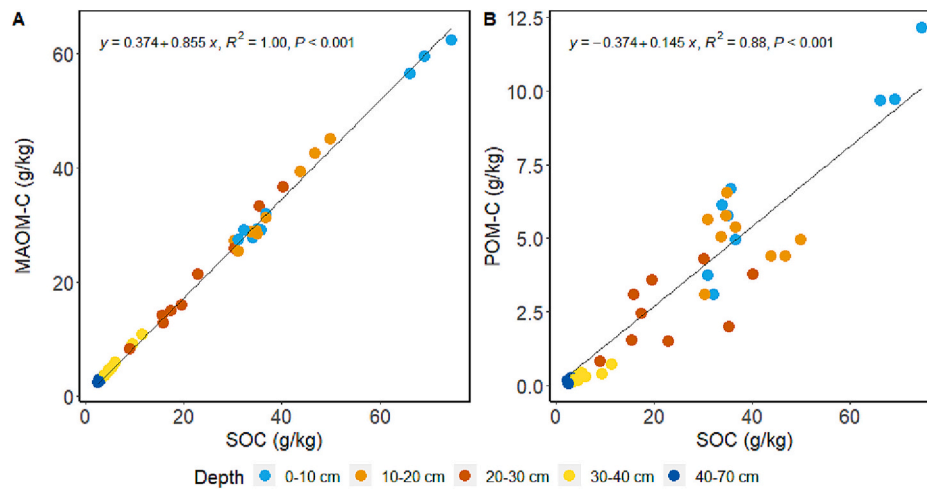 A
y = 0.374 + 0.855 x, R² = 1.00, P < 0.001
MAOM-C (g/kg)
60
40
20
0
0 20 40 60
SOC (g/kg)
B
y = −0.374 + 0.145 x, R² = 0.88, P < 0.001
POM-C (g/kg)
12.5
10.0
7.5
5.0
2.5
0.0
0 20 40 60
SOC (g/kg)
Depth 0-10 cm 10-20 cm 20-30 cm 30-40 cm 40-70 cm